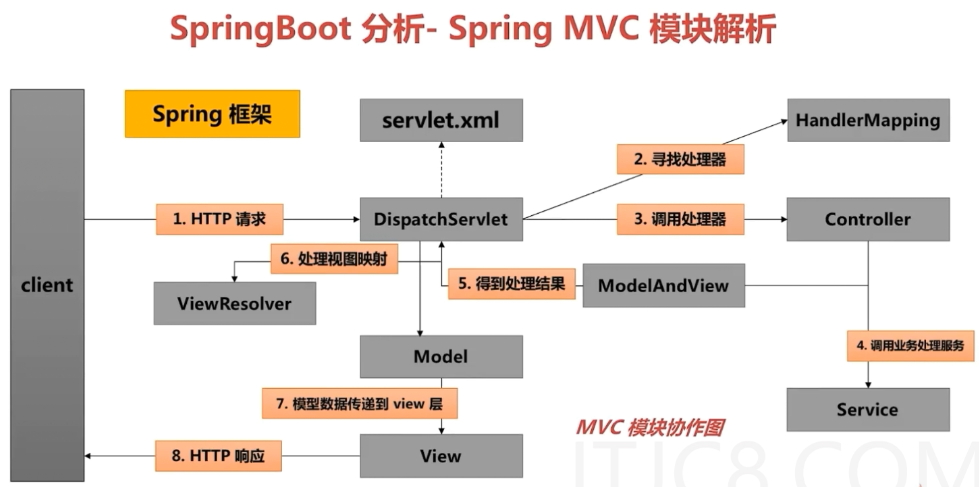 SpringBoot 分析- Spring MVC 模块解析
Spring 框架
servlet.xml
HandlerMapping
2. 寻找处理器
1. HTTP 请求
DispatchServlet
3. 调用处理器
Controller
6. 处理视图映射
client
ViewResolver
5. 得到处理结果
ModelAndView
4. 调用业务处理服务
Model
7. 模型数据传递到 view 层
Service
MVC 模块协作图
8. HTTP 响应
View
ITJC8.COM